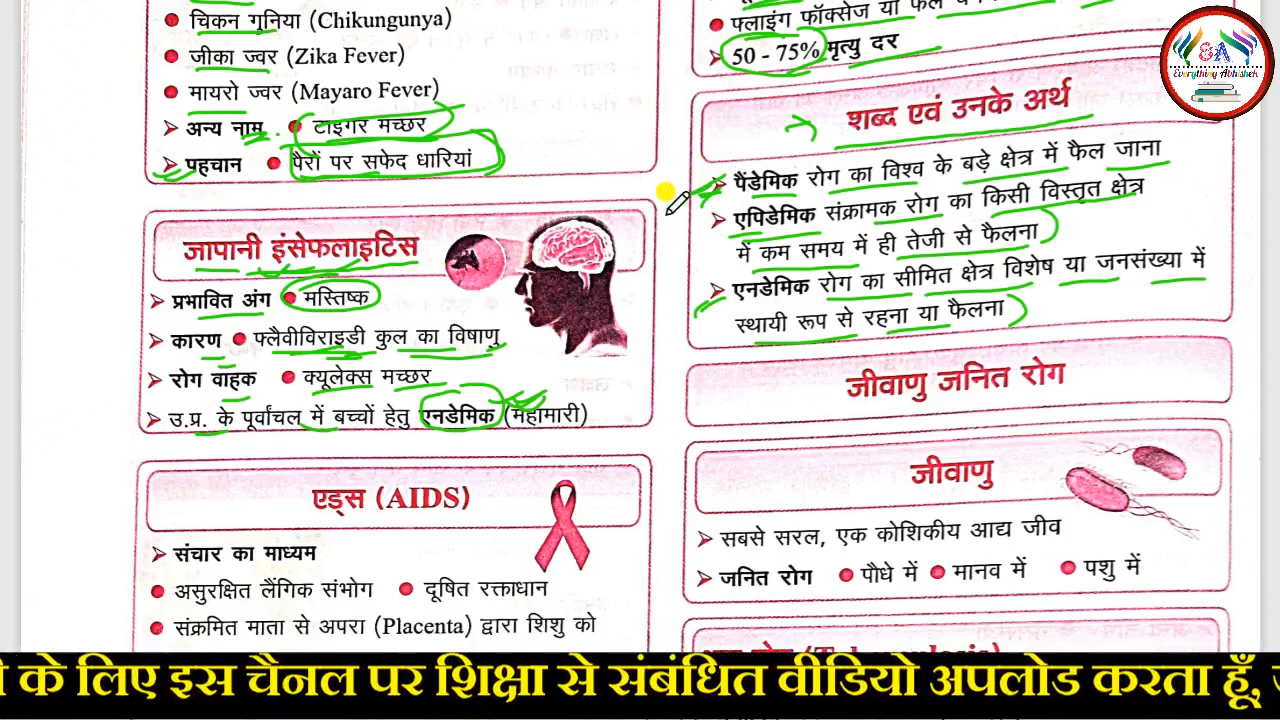 चिकन गूनिया (Chikungunya)
जीका ज्वर (Zika Fever)
मायरो ज्वर (Mayaro Fever)
अन्य नाम टाइगर मच्छर
पहचान पैरों पर सफेद धारियां
जापानी इंसेफलाइटिस
प्रभावित अंग मस्तिष्क
कारण फ्लैवीविराइडी कुल का विषाणु
रोग वाहक क्यूलेक्स मच्छर
उ.प्र. के पूर्वांचल में बच्चों हेतु एनडेमिक (महामारी)
एड्स (AIDS)
संचार का माध्यम
असुरक्षित लैंगिक संभोग दूषित रक्ताधान
संक्रमित माता से अपरा (Placenta) द्वारा शिशु को
फ्लाइंग फॉक्सेज या
50 - 75% मृत्यु दर
शब्द एवं उनके अर्थ
पैंडेमिक रोग का विश्व के बड़े क्षेत्र में फैल जाना
एपिडेमिक संक्रामक रोग का किसी विस्तृत क्षेत्र
में कम समय में ही तेजी से फैलना
एनडेमिक रोग का सीमित क्षेत्र विशेष या जनसंख्या में
स्थायी रूप से रहना या फैलना
जीवाणु जनित रोग
जीवाणु
सबसे सरल, एक कोशिकीय आद्य जीव
जनित रोग पौधे में मानव में पशु में
SA
Everything Abhishek
के लिए इस चैनल पर शिक्षा से संबंधित वीडियो अपलोड करता हूँ,